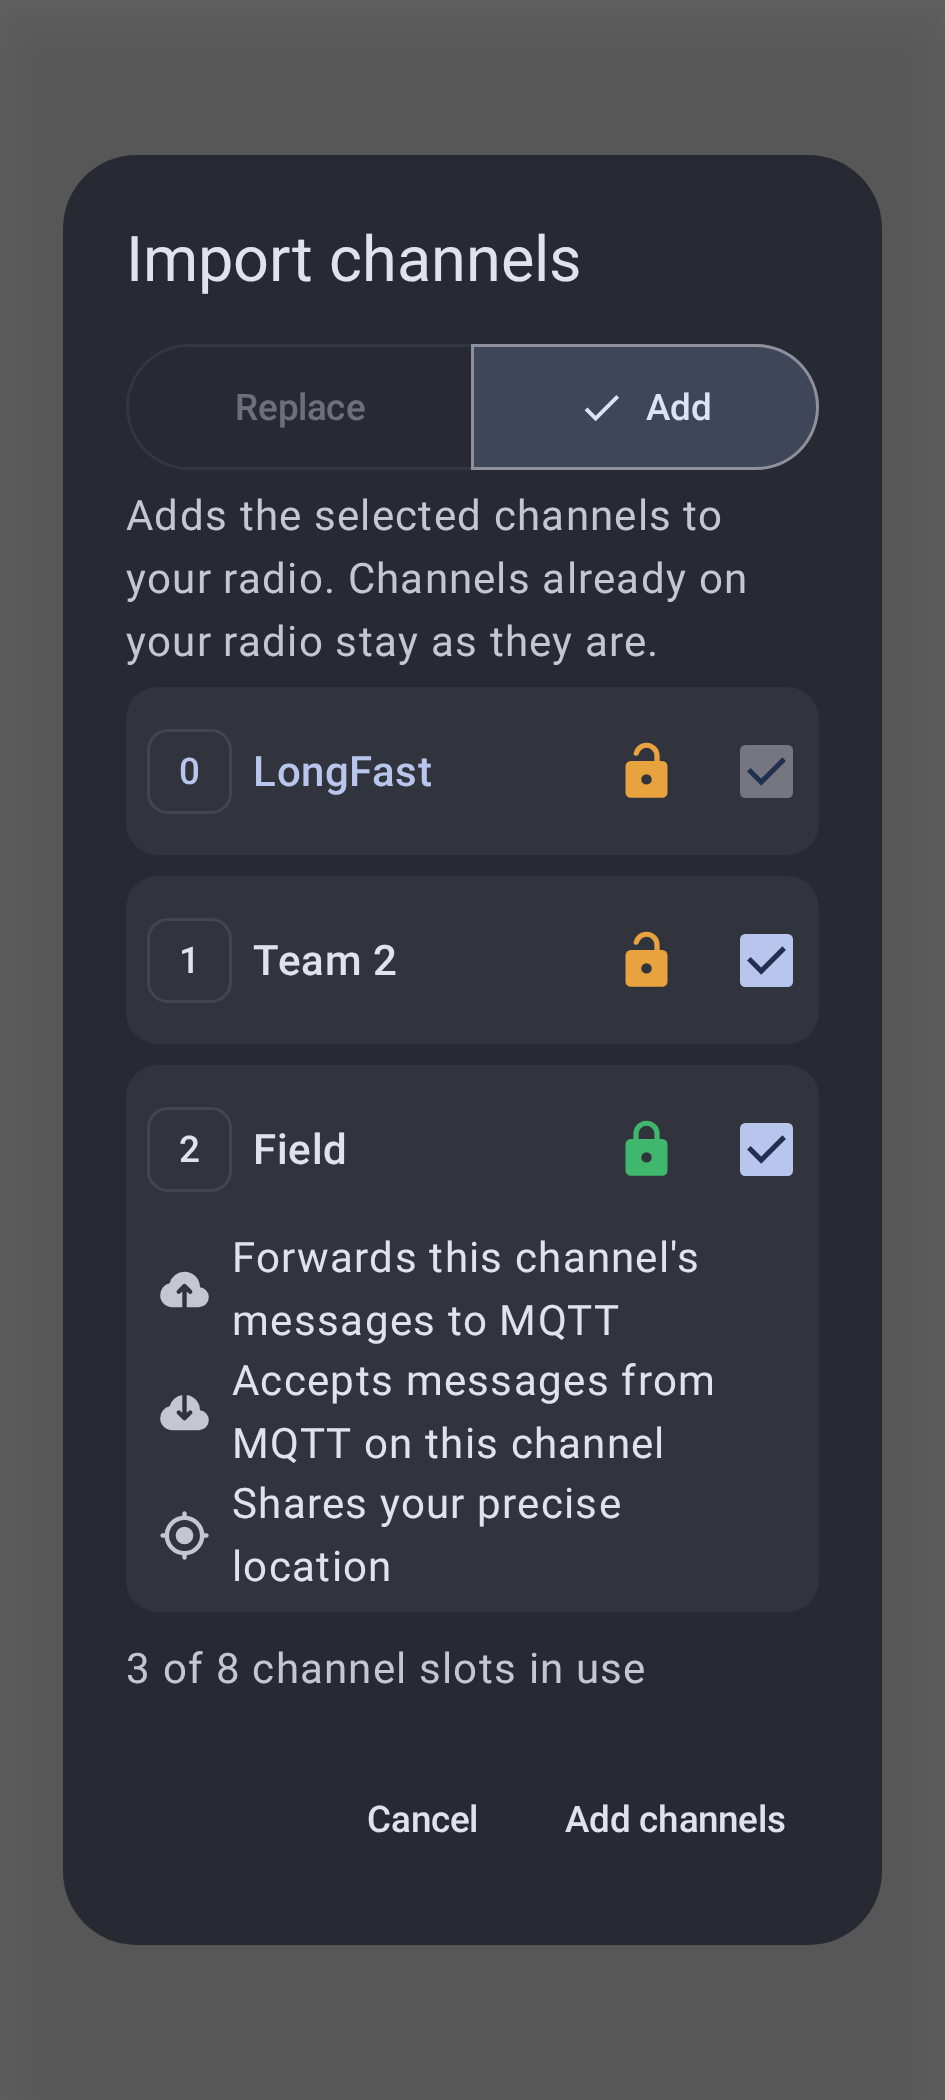 Import channels
Replace
Add
Adds the selected channels to
your radio. Channels already on
your radio stay as they are.
0 LongFast
1 Team 2
2 Field
Forwards this channel's
messages to MQTT
Accepts messages from
MQTT on this channel
Shares your precise
location
3 of 8 channel slots in use
Cancel
Add channels